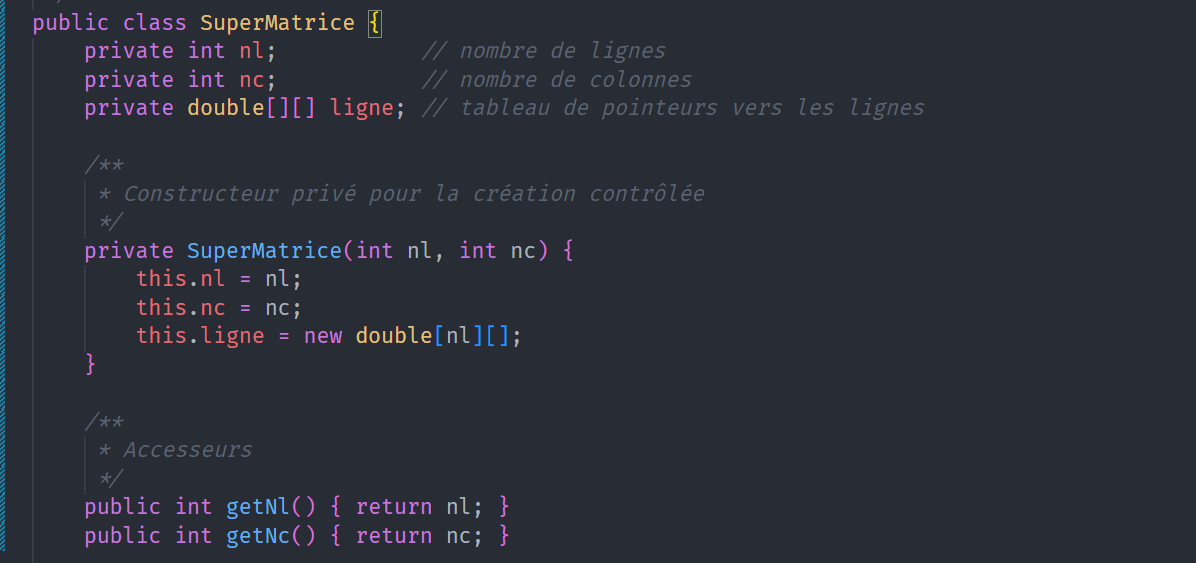 public class SuperMatrice {
    private int nl;           // nombre de lignes
    private int nc;           // nombre de colonnes
    private double[][] ligne; // tableau de pointeurs vers les lignes
    /**
     * Constructeur privé pour la création contrôlée
     */
    private SuperMatrice(int nl, int nc) {
        this.nl = nl;
        this.nc = nc;
        this.ligne = new double[nl][];
    }
    /**
     * Accesseurs
     */
    public int getNl() { return nl; }
    public int getNc() { return nc; }